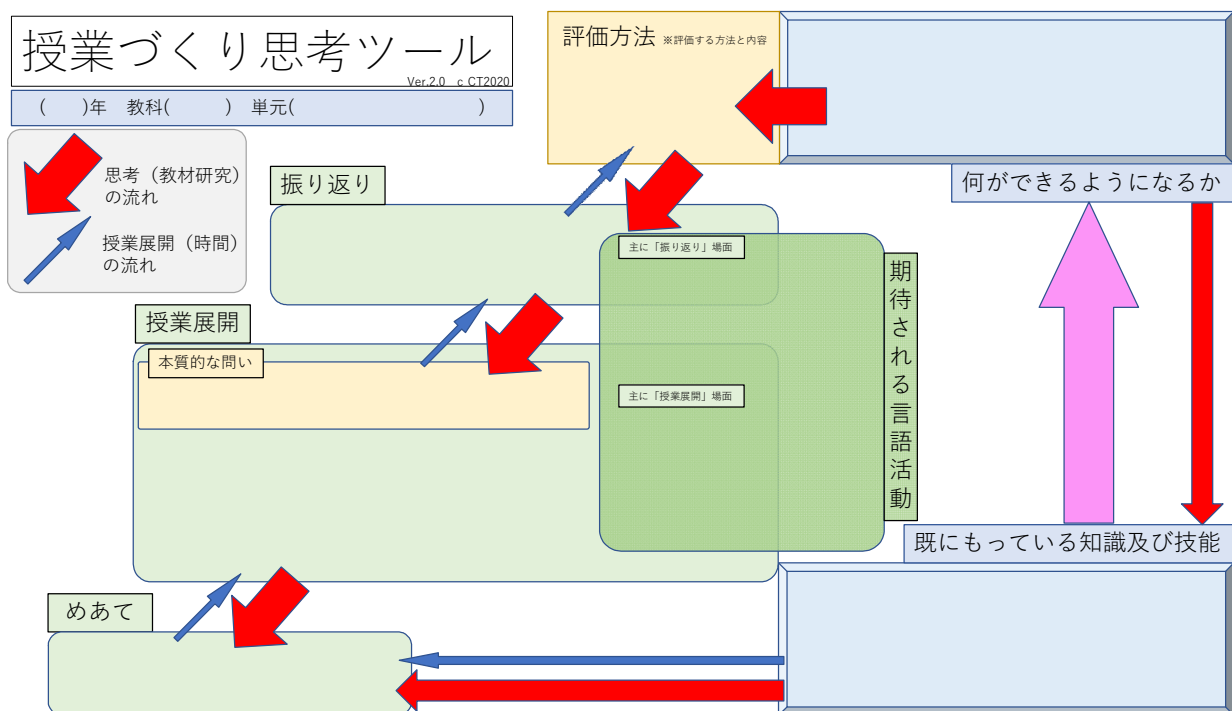 授業づくり思考ツール
Ver.2.0 c CT2020
( )年 教科( ) 単元( )
思考（教材研究）
の流れ
授業展開（時間）
の流れ
評価方法 ※評価する方法と内容
何ができるようになるか
振り返り
主に「振り返り」場面
期待される言語活動
授業展開
本質的な問い
主に「授業展開」場面
既にもっている知識及び技能
めあて